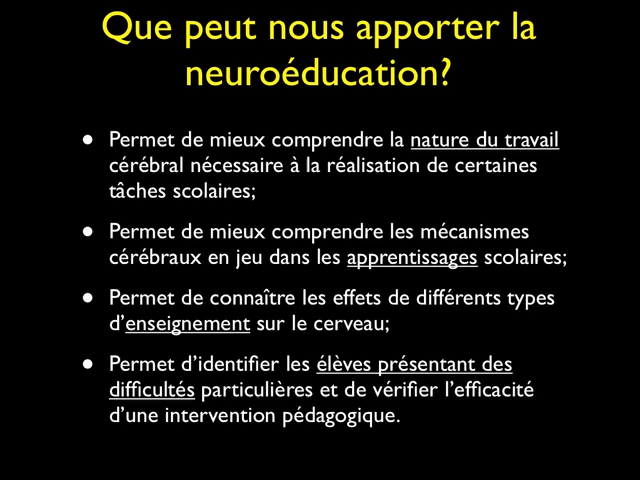 Que peut nous apporter la
neuroéducation?
• Permet de mieux comprendre la nature du travail
cérébral nécessaire à la réalisation de certaines
tâches scolaires;
• Permet de mieux comprendre les mécanismes
cérébraux en jeu dans les apprentissages scolaires;
• Permet de connaître les effets de différents types
d’enseignement sur le cerveau;
• Permet d’identifier les élèves présentant des
difficultés particulières et de vérifier l’efficacité
d’une intervention pédagogique.